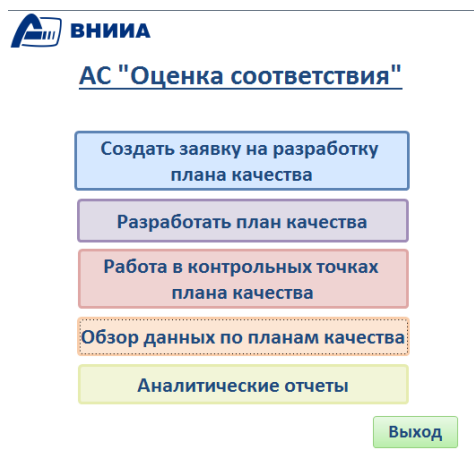 ВНИИА
АС "Оценка соответствия"
Создать заявку на разработку
плана качества
Разработать план качества
Работа в контрольных точках
плана качества
Обзор данных по планам качества
Аналитические отчеты
Выход